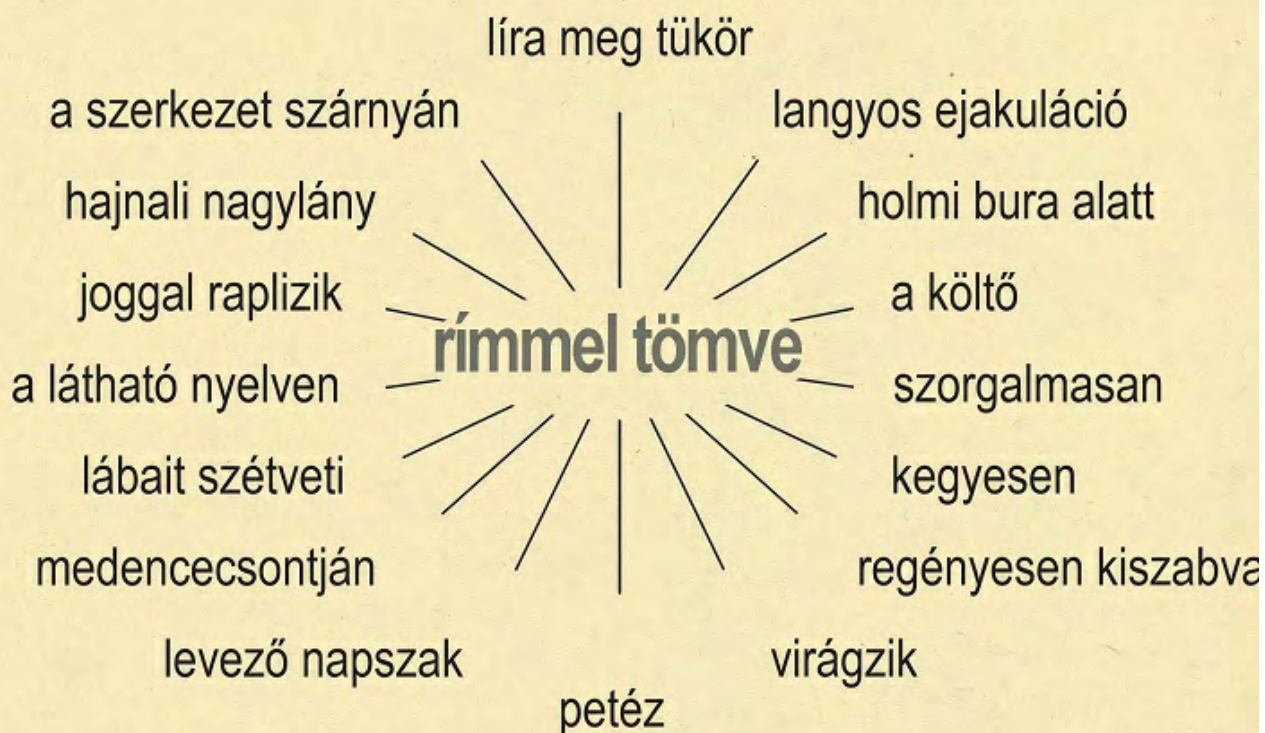 líra meg tükör
a szerkezet szárnyán
langyos ejakuláció
hajnali nagylány
holmi bura alatt
joggal raplizik
a költő
rímmel tömve
a látható nyelven
szorgalmasan
lábait szétveti
kegyesen
medencecsontján
regényesen kiszabva
levező napszak
virágzik
petéz